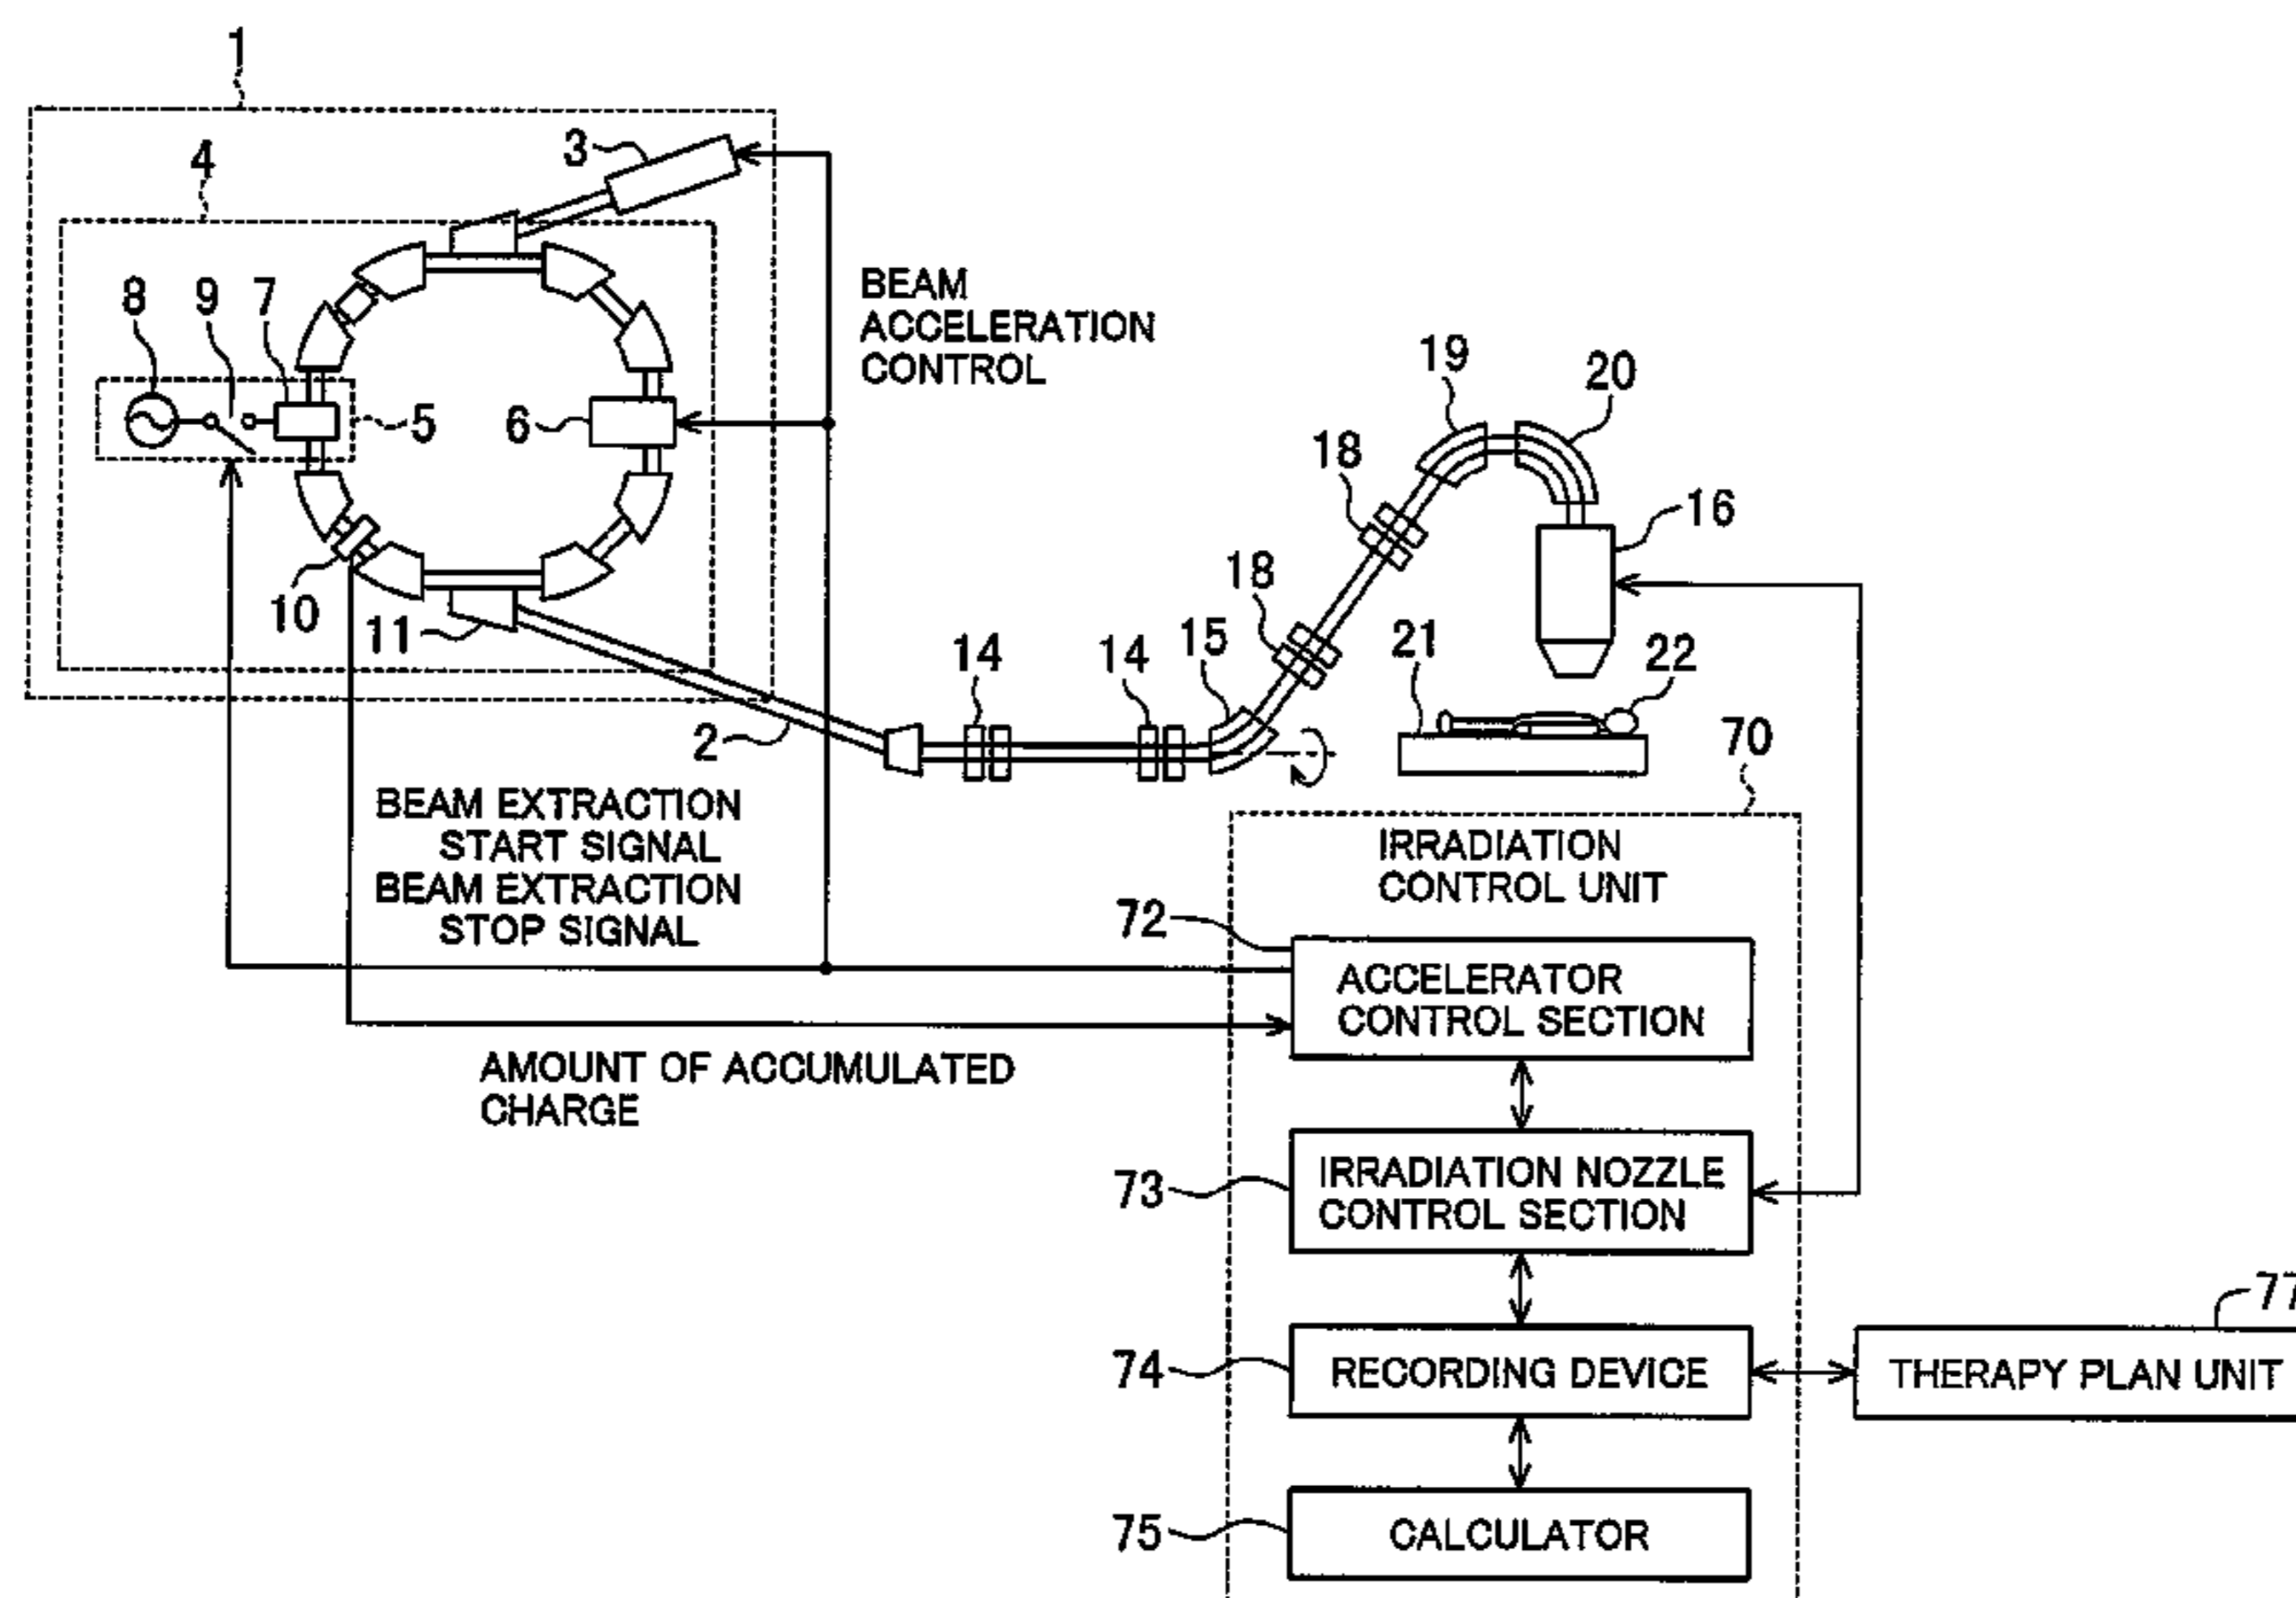 1
3
4
8
9
7
BEAM
ACCELERATION
CONTROL
5
6
19
20
18
16
10
11
18
14
14
15
21
22
2
70
BEAM EXTRACTION
START SIGNAL
BEAM EXTRACTION
STOP SIGNAL
IRRADIATION
CONTROL UNIT
72
ACCELERATOR
CONTROL SECTION
AMOUNT OF ACCUMULATED
CHARGE
73
IRRADIATION NOZZLE
CONTROL SECTION
77
74
RECORDING DEVICE
THERAPY PLAN UNIT
75
CALCULATOR